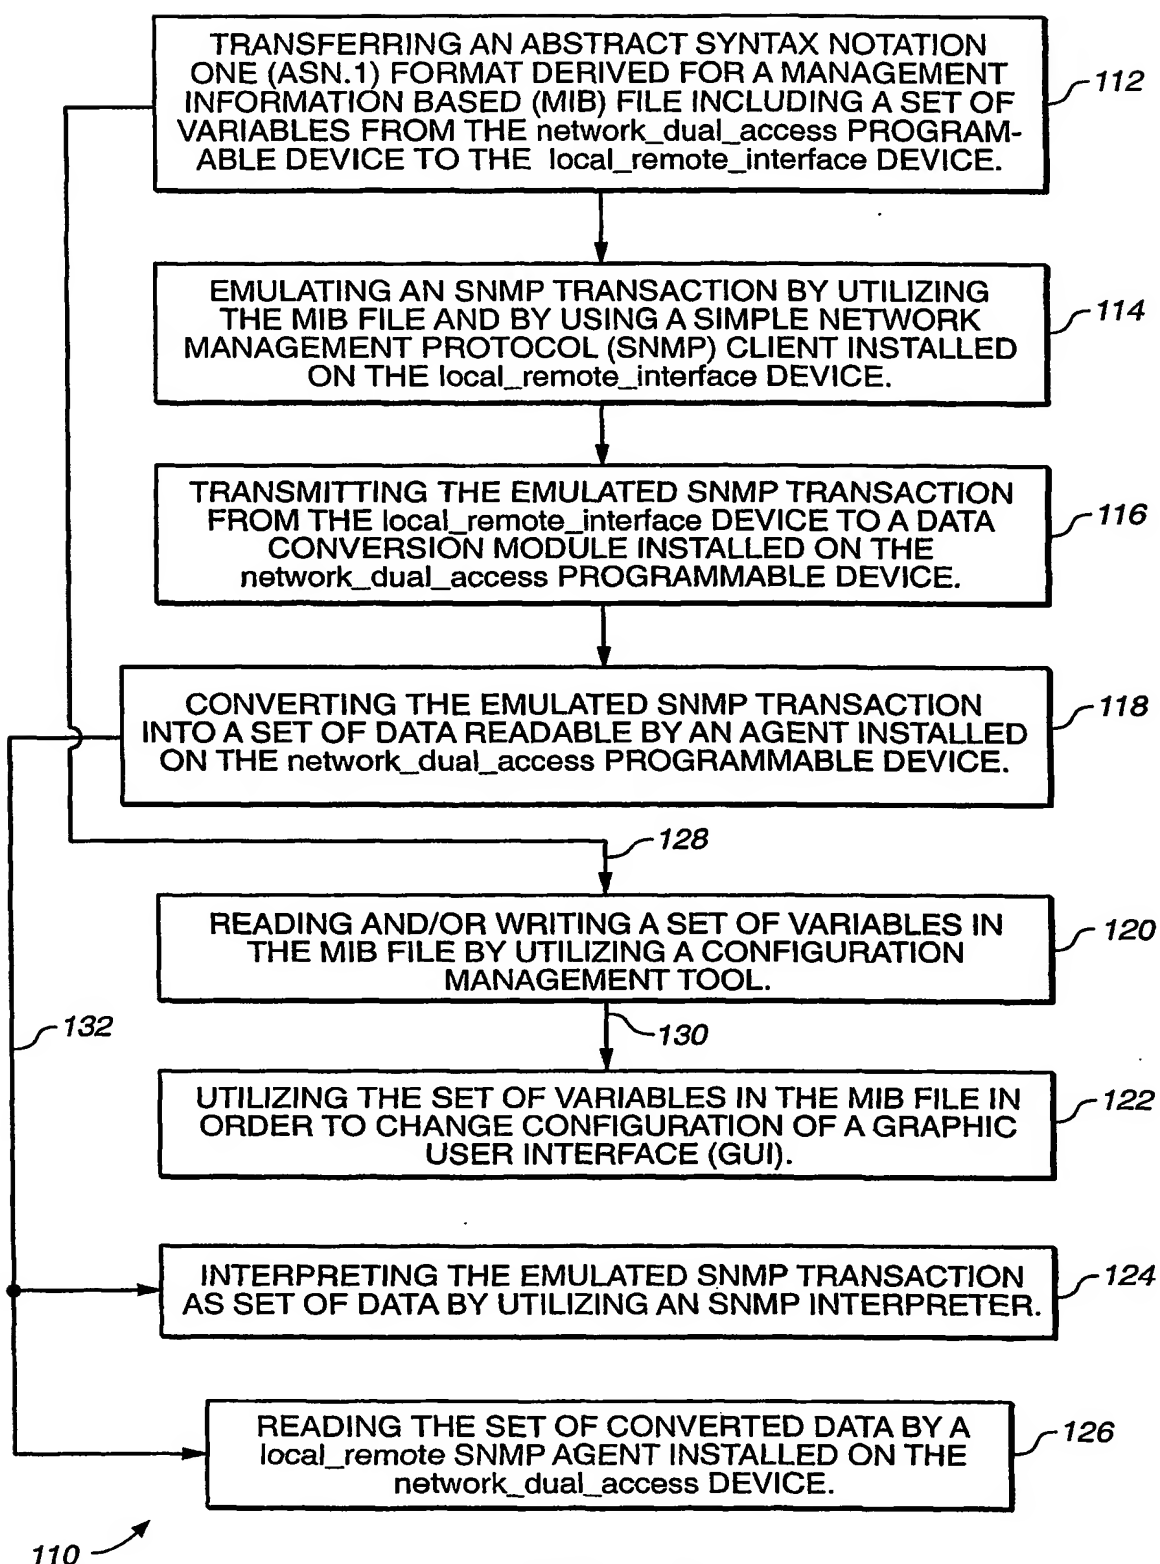 TRANSFERRING AN ABSTRACT SYNTAX NOTATION
ONE (ASN.1) FORMAT DERIVED FOR A MANAGEMENT
INFORMATION BASED (MIB) FILE INCLUDING A SET OF
VARIABLES FROM THE network_dual_access PROGRAM-
ABLE DEVICE TO THE local_remote_interface DEVICE.
112
EMULATING AN SNMP TRANSACTION BY UTILIZING
THE MIB FILE AND BY USING A SIMPLE NETWORK
MANAGEMENT PROTOCOL (SNMP) CLIENT INSTALLED
ON THE local_remote_interface DEVICE.
114
TRANSMITTING THE EMULATED SNMP TRANSACTION
FROM THE local_remote_interface DEVICE TO A DATA
CONVERSION MODULE INSTALLED ON THE
network_dual_access PROGRAMMABLE DEVICE.
116
CONVERTING THE EMULATED SNMP TRANSACTION
INTO A SET OF DATA READABLE BY AN AGENT INSTALLED
ON THE network_dual_access PROGRAMMABLE DEVICE.
118
128
READING AND/OR WRITING A SET OF VARIABLES IN
THE MIB FILE BY UTILIZING A CONFIGURATION
MANAGEMENT TOOL.
120
132
130
UTILIZING THE SET OF VARIABLES IN THE MIB FILE IN
ORDER TO CHANGE CONFIGURATION OF A GRAPHIC
USER INTERFACE (GUI).
122
INTERPRETING THE EMULATED SNMP TRANSACTION
AS SET OF DATA BY UTILIZING AN SNMP INTERPRETER.
124
READING THE SET OF CONVERTED DATA BY A
local_remote SNMP AGENT INSTALLED ON THE
network_dual_access DEVICE.
126
110